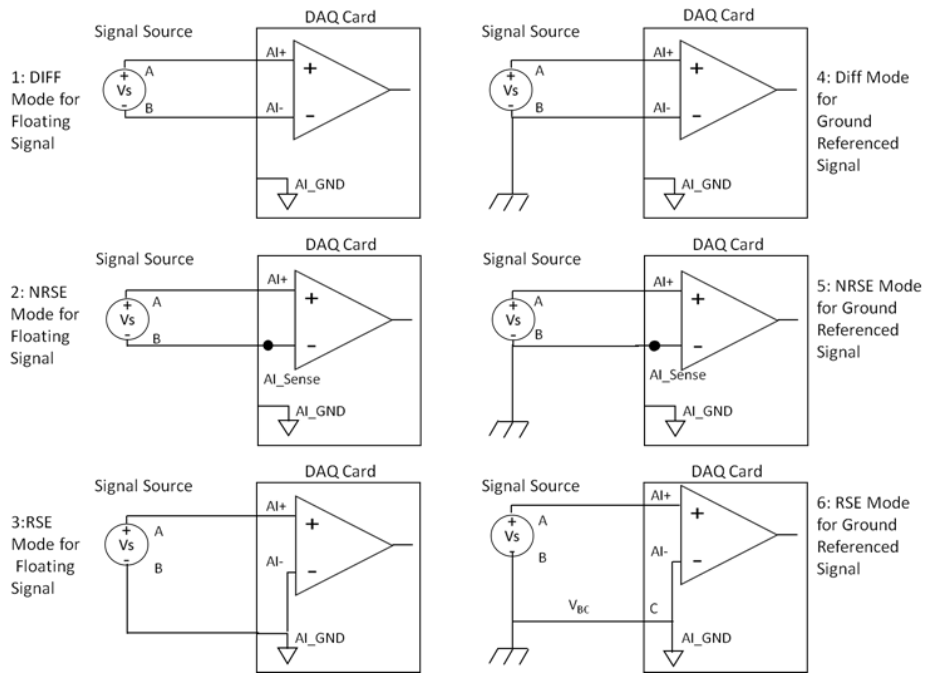 DAQ Card
Signal Source
1: DIFF
Mode for
Floating
Signal
+
Vs
-
A
B
AI+
AI-
+
−
AI_GND
DAQ Card
Signal Source
+
Vs
-
A
B
AI+
AI-
+
−
AI_GND
4: Diff Mode
for
Ground
Referenced
Signal
DAQ Card
Signal Source
2: NRSE
Mode for
Floating
Signal
+
Vs
-
A
B
AI+
+
−
AI_Sense
AI_GND
DAQ Card
Signal Source
+
Vs
-
A
B
AI+
+
−
AI_Sense
AI_GND
5: NRSE Mode
for Ground
Referenced
Signal
DAQ Card
Signal Source
3:RSE
Mode for
Floating
Signal
+
Vs
-
A
B
AI+
AI-
+
−
AI_GND
DAQ Card
Signal Source
+
Vs
-
A
B
AI+
AI-
+
−
VBC
C
AI_GND
6: RSE Mode
for Ground
Referenced
Signal